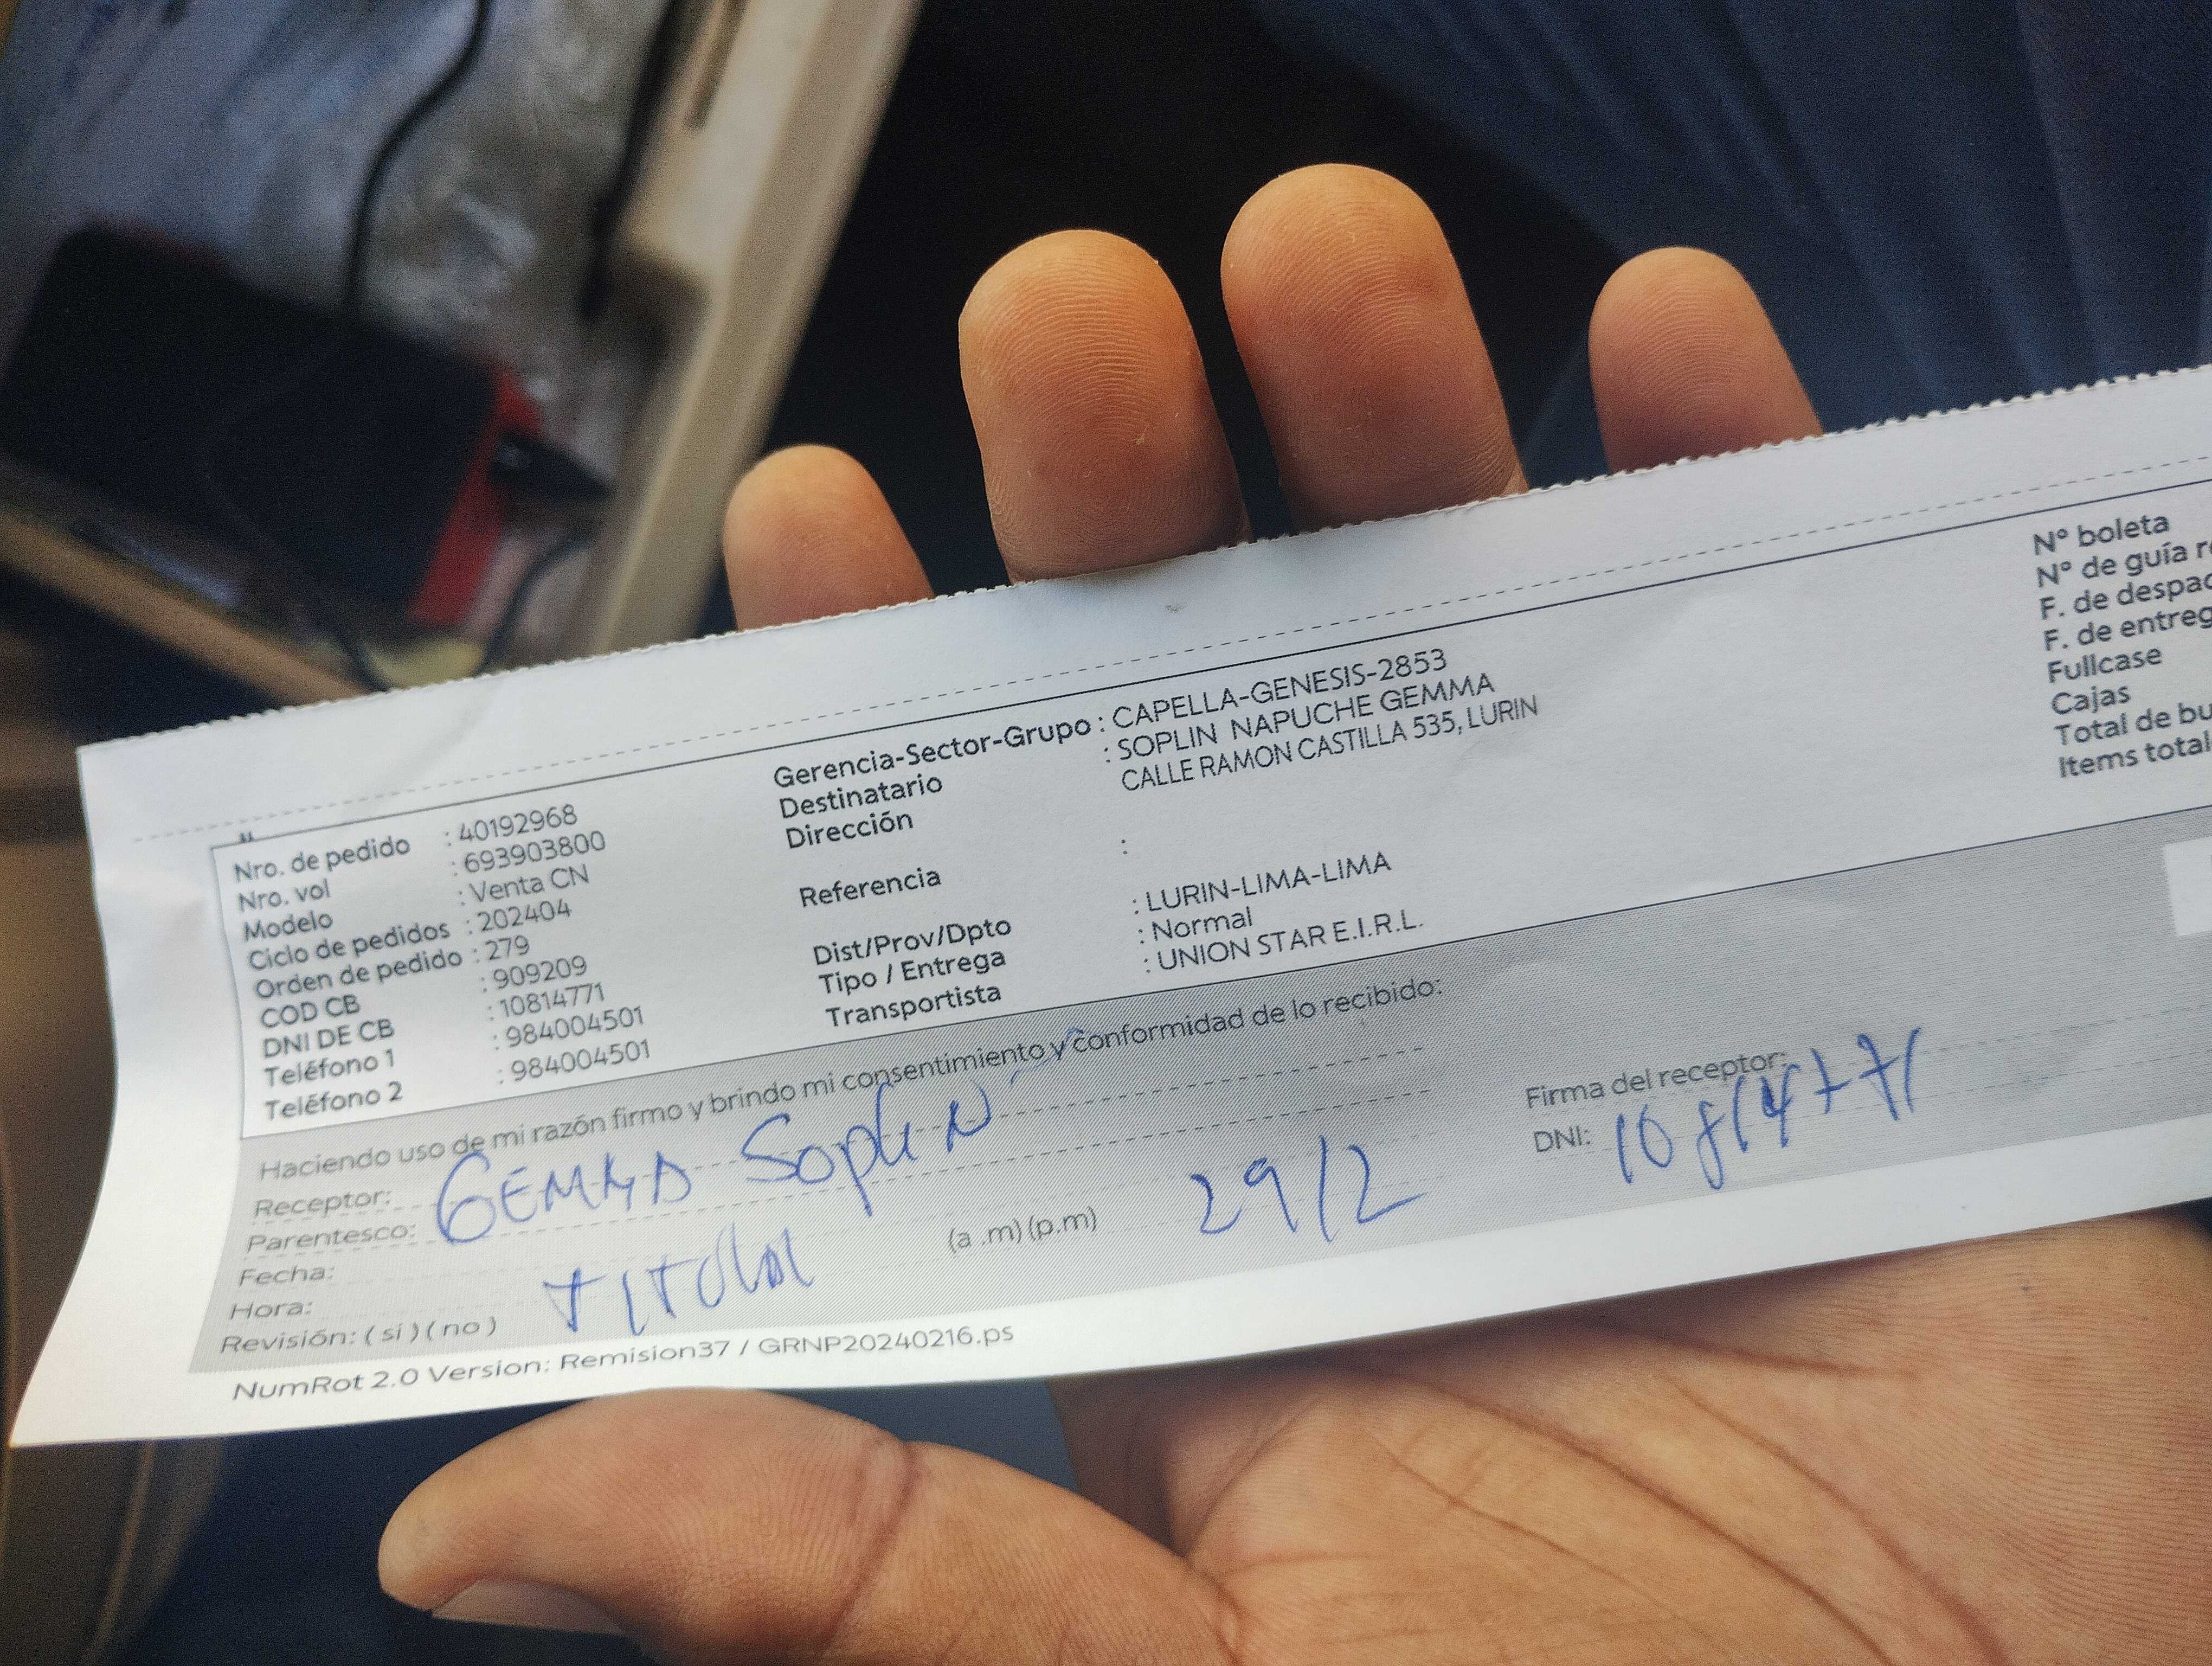 Nro. de pedido : 40192968
Nro. vol : 693903800
Modelo : Venta CN
Ciclo de pedidos : 202404
Orden de pedido : 279
COD CB : 909209
DNI DE CB : 10814771
Teléfono 1 : 984004501
Teléfono 2 : 984004501
Gerencia-Sector-Grupo : CAPELLA-GENESIS-2853
Destinatario : SOPLIN NAPUCHE GEMMA
Dirección CALLE RAMON CASTILLA 535, LURIN
Referencia :
Dist/Prov/Dpto : LURIN-LIMA-LIMA
Tipo / Entrega : Normal
Transportista : UNION STAR E.I.R.L.
N° boleta
N° de guía
F. de
F. de
Fullcase
Cajas
Total de
Items total
Haciendo uso de mi razón firmo y brindo mi consentimiento y conformidad de lo recibido:
Receptor: GEMMA Soplin
Parentesco:
Fecha: 29/2
Hora: (a .m) (p.m)
Revisión: ( si ) ( no ) TITULAR
Firma del receptor:
DNI: 10814771
NumRot 2.0 Version: Remision37 / GRNP20240216.ps